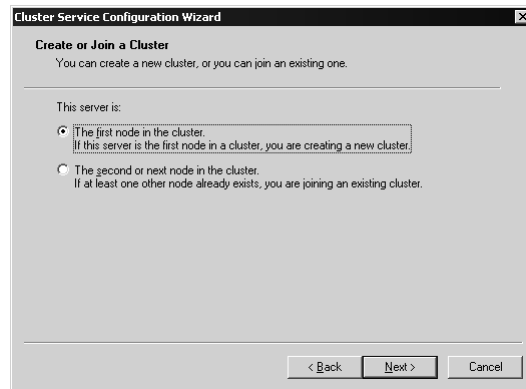 Cluster Service Configuration Wizard
Create or Join a Cluster
You can create a new cluster, or you can join an existing one.
This server is:
The first node in the cluster.
If this server is the first node in a cluster, you are creating a new cluster.
The second or next node in the cluster.
If at least one other node already exists, you are joining an existing cluster.
< Back Next > Cancel